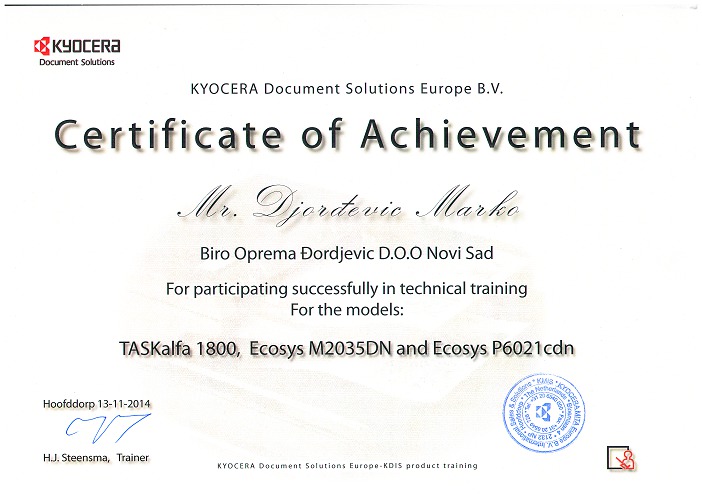 KYOCERA
Document Solutions
KYOCERA Document Solutions Europe B.V.
Certificate of Achievement
Mr. Djorđevic Marko
Biro Oprema Đordjevic D.O.O Novi Sad
For participating successfully in technical training
For the models:
TASKalfa 1800, Ecosys M2035DN and Ecosys P6021cdn
Hoofddorp 13-11-2014
H.J. Steensma, Trainer
KYOCERA Document Solutions Europe-KDIS product training